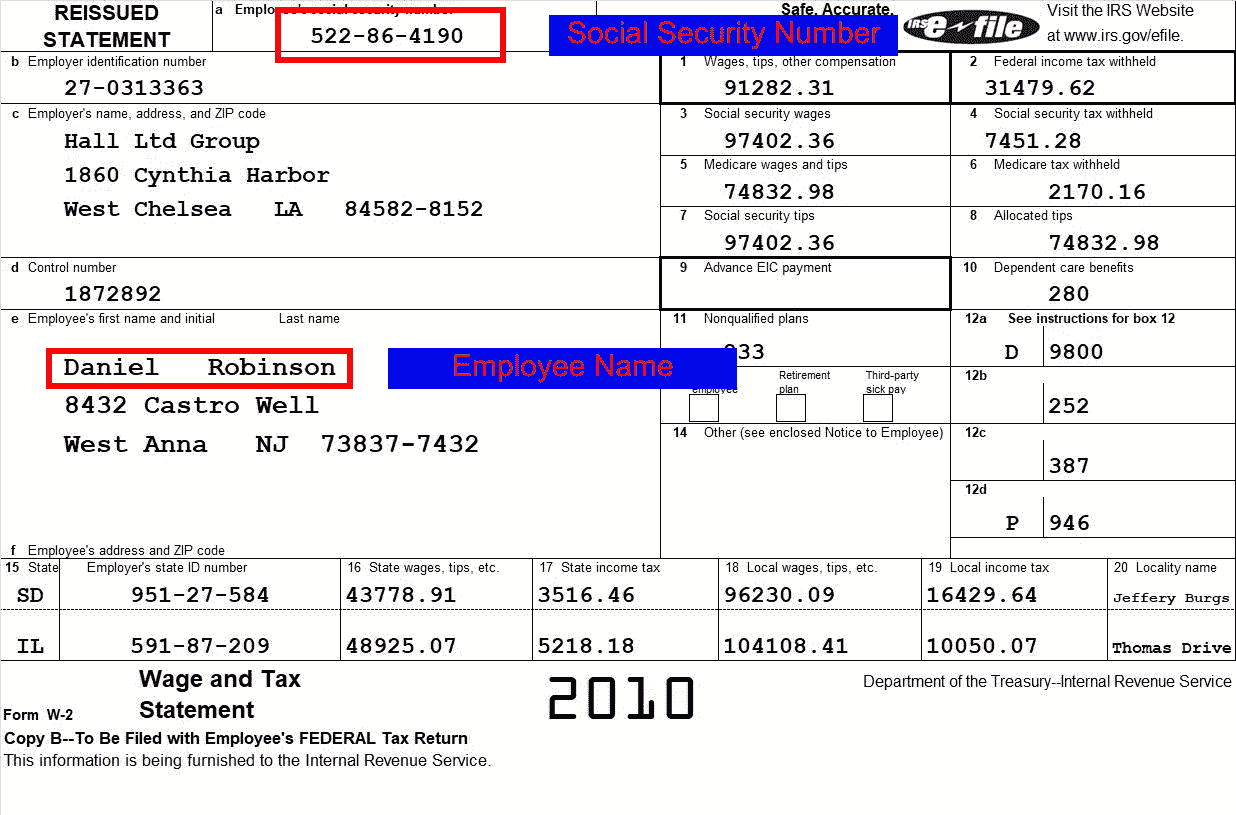 REISSUED
STATEMENT
a Employee's social security number
522-86-4190
Social Security Number
Safe, Accurate,
IRS e-file
Visit the IRS Website
at www.irs.gov/efile.
b Employer identification number
27-0313363
1 Wages, tips, other compensation
91282.31
2 Federal income tax withheld
31479.62
c Employer's name, address, and ZIP code
Hall Ltd Group
1860 Cynthia Harbor
West Chelsea LA 84582-8152
3 Social security wages
97402.36
4 Social security tax withheld
7451.28
5 Medicare wages and tips
74832.98
6 Medicare tax withheld
2170.16
7 Social security tips
97402.36
8 Allocated tips
74832.98
d Control number
1872892
9 Advance EIC payment
10 Dependent care benefits
280
e Employee's first name and initial Last name
Daniel Robinson
Employee Name
8432 Castro Well
West Anna NJ 73837-7432
11 Nonqualified plans
12a See instructions for box 12
D 9800
employee
Retirement
plan
Third-party
sick pay
12b
252
14 Other (see enclosed Notice to Employee)
12c
387
12d
P 946
f Employee's address and ZIP code
15 State Employer's state ID number 16 State wages, tips, etc. 17 State income tax 18 Local wages, tips, etc. 19 Local income tax 20 Locality name
SD 951-27-584 43778.91 3516.46 96230.09 16429.64 Jeffery Burgs
IL 591-87-209 48925.07 5218.18 104108.41 10050.07 Thomas Drive
Wage and Tax
Statement
Form W-2
2010
Department of the Treasury--Internal Revenue Service
Copy B--To Be Filed with Employee's FEDERAL Tax Return
This information is being furnished to the Internal Revenue Service.